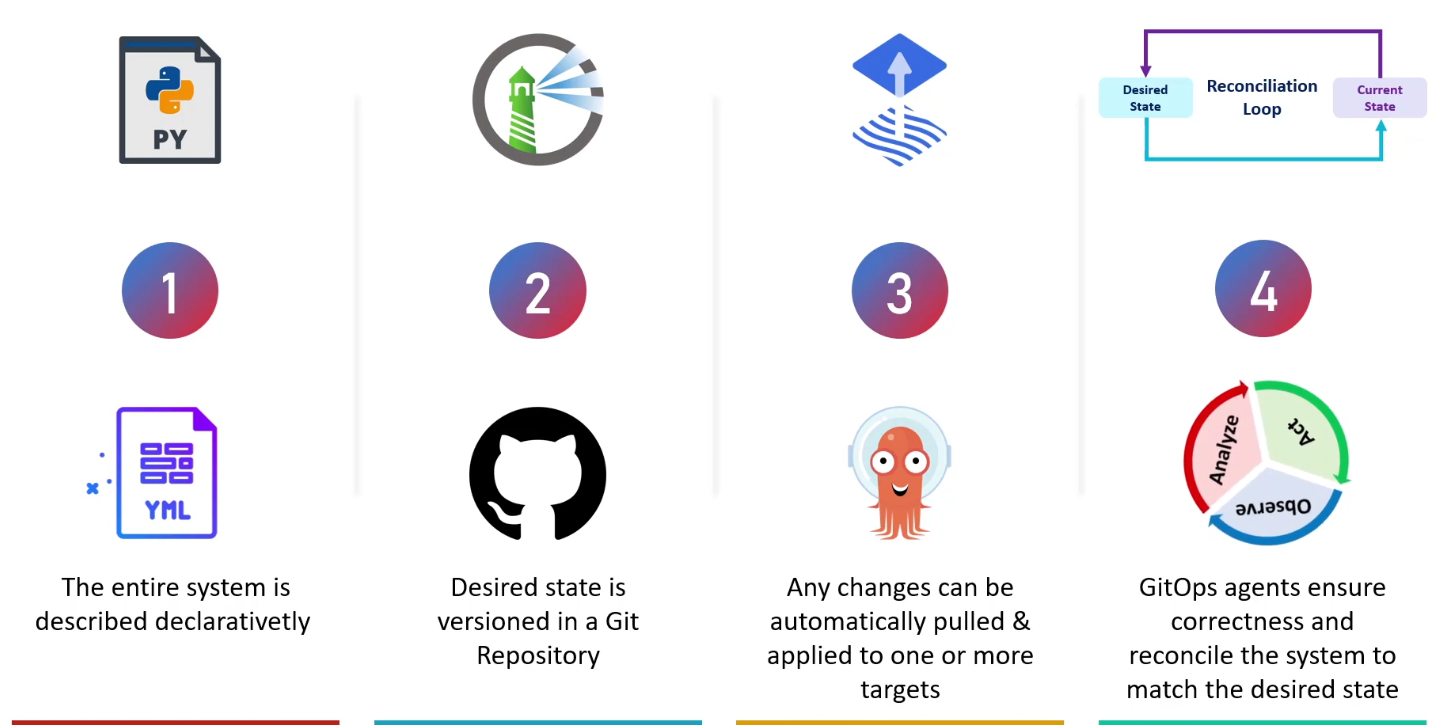 PY
1
YML
The entire system is
described declarativetly
2
Desired state is
versioned in a Git
Repository
3
Any changes can be
automatically pulled &
applied to one or more
targets
Desired
State
Reconciliation
Loop
Current
State
4
Analyze
Act
Observe
GitOps agents ensure
correctness and
reconcile the system to
match the desired state